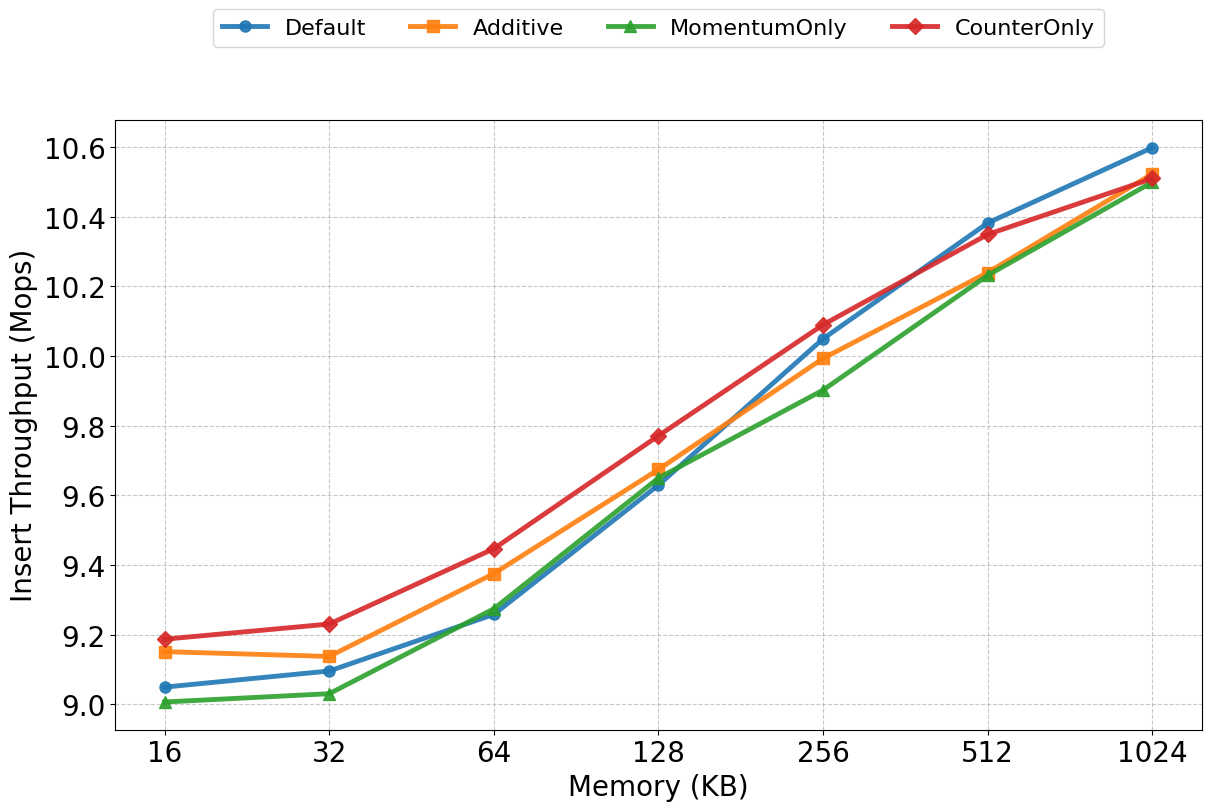 Default Additive MomentumOnly CounterOnly
10.6
10.4
10.2
10.0
9.8
9.6
9.4
9.2
9.0
Insert Throughput (Mops)
16 32 64 128 256 512 1024
Memory (KB)